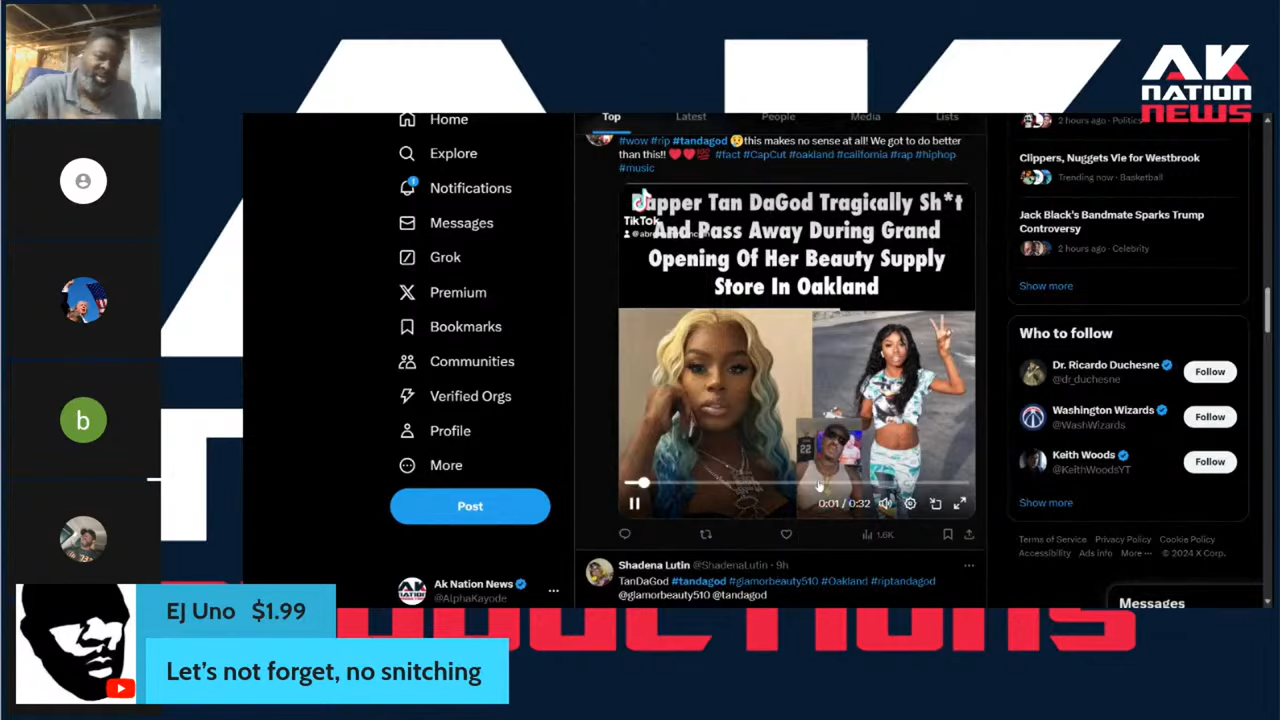 AK
NATION
NEWS
Home
Explore
Notifications
Messages
Grok
Premium
Bookmarks
Communities
Verified Orgs
Profile
More
Post
Ak Nation News
@AlphaKayode
Top
Latest
People
Media
Lists
#wow #rip #tandagod 😢this makes no sense at all! We got to do better
than this!! ❤️❤️💯 #fact #CapCut #oakland #california #rap #hiphop
#music
Dapper Tan DaGod Tragically Sh*t
And Pass Away During Grand
Opening Of Her Beauty Supply
Store In Oakland
TikTok
22
0:01 / 0:32
1.6K
Shadena Lutin @ShadenaLutin · 9h
TanDaGod #tandagod #glamorbeauty510 #Oakland #riptandagod
@glamorbeauty510 @tandagod
2 hours ago · Politics
Clippers, Nuggets Vie for Westbrook
Trending now · Basketball
Jack Black's Bandmate Sparks Trump
Controversy
2 hours ago · Celebrity
Show more
Who to follow
Dr. Ricardo Duchesne
@dr_duchesne
Follow
Washington Wizards
@WashWizards
Follow
Keith Woods
@KeithWoodsYT
Follow
Show more
Terms of Service Privacy Policy Cookie Policy
Accessibility Ads info More ··· © 2024 X Corp.
Messages
b
EJ Uno $1.99
Let's not forget, no snitching